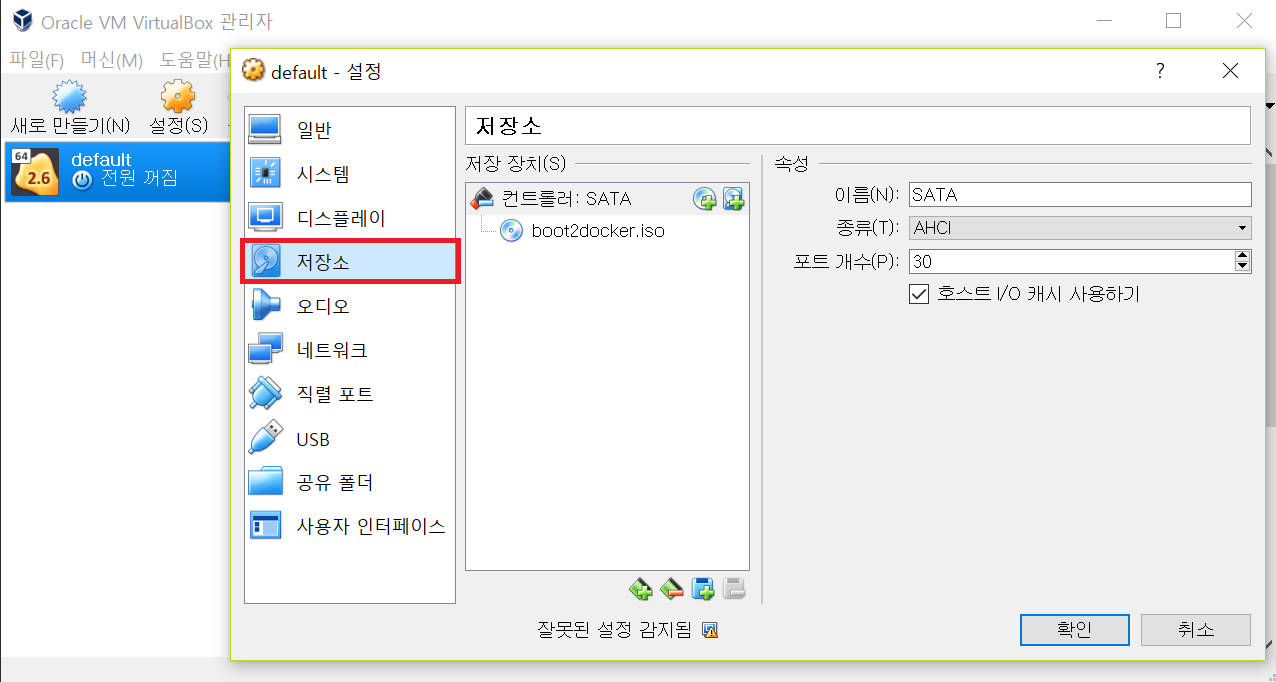 Oracle VM VirtualBox 관리자
파일(F) 머신(M) 도움말(H
새로 만들기(N) 설정(S)
64
2.6
default
전원 꺼짐
default - 설정
?
일반
시스템
디스플레이
저장소
오디오
네트워크
직렬 포트
USB
공유 폴더
사용자 인터페이스
저장소
저장 장치(S)
컨트롤러: SATA
boot2docker.iso
속성
이름(N): SATA
종류(T): AHCI
포트 개수(P): 30
호스트 I/O 캐시 사용하기
잘못된 설정 감지됨
확인
취소